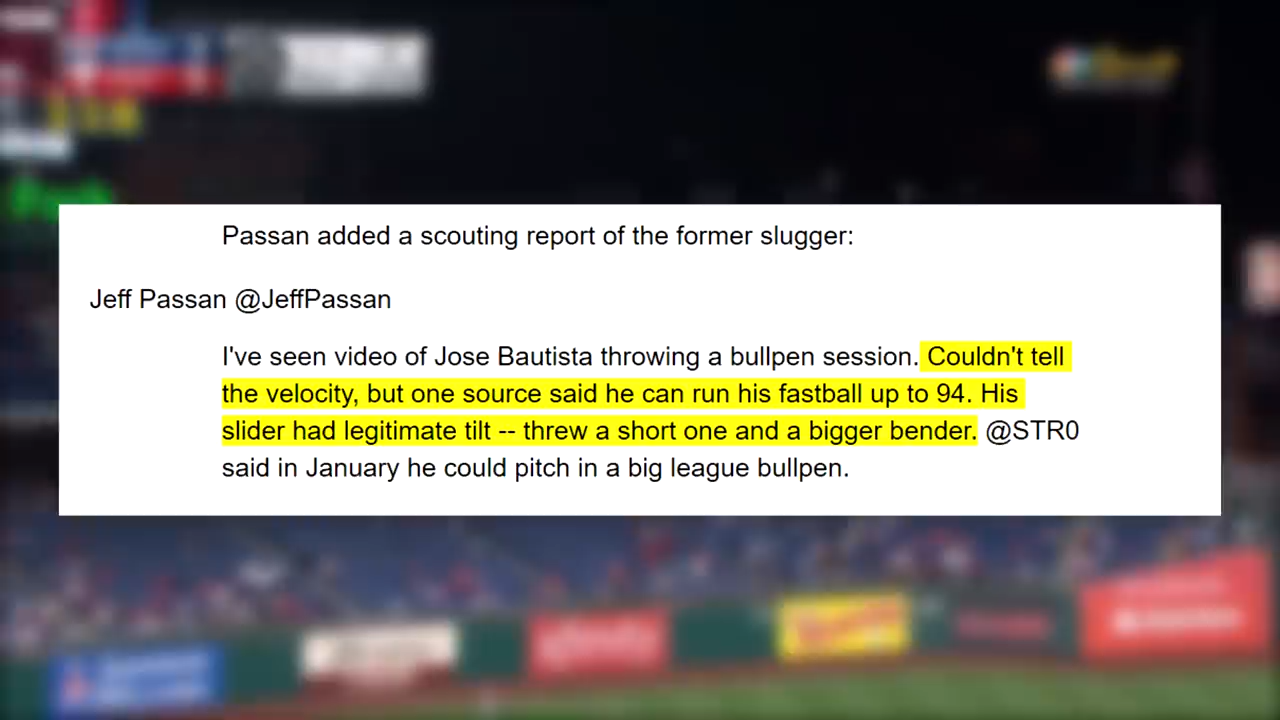 Passan added a scouting report of the former slugger:
Jeff Passan @JeffPassan
I've seen video of Jose Bautista throwing a bullpen session. Couldn't tell
the velocity, but one source said he can run his fastball up to 94. His
slider had legitimate tilt -- threw a short one and a bigger bender. @STR0
said in January he could pitch in a big league bullpen.